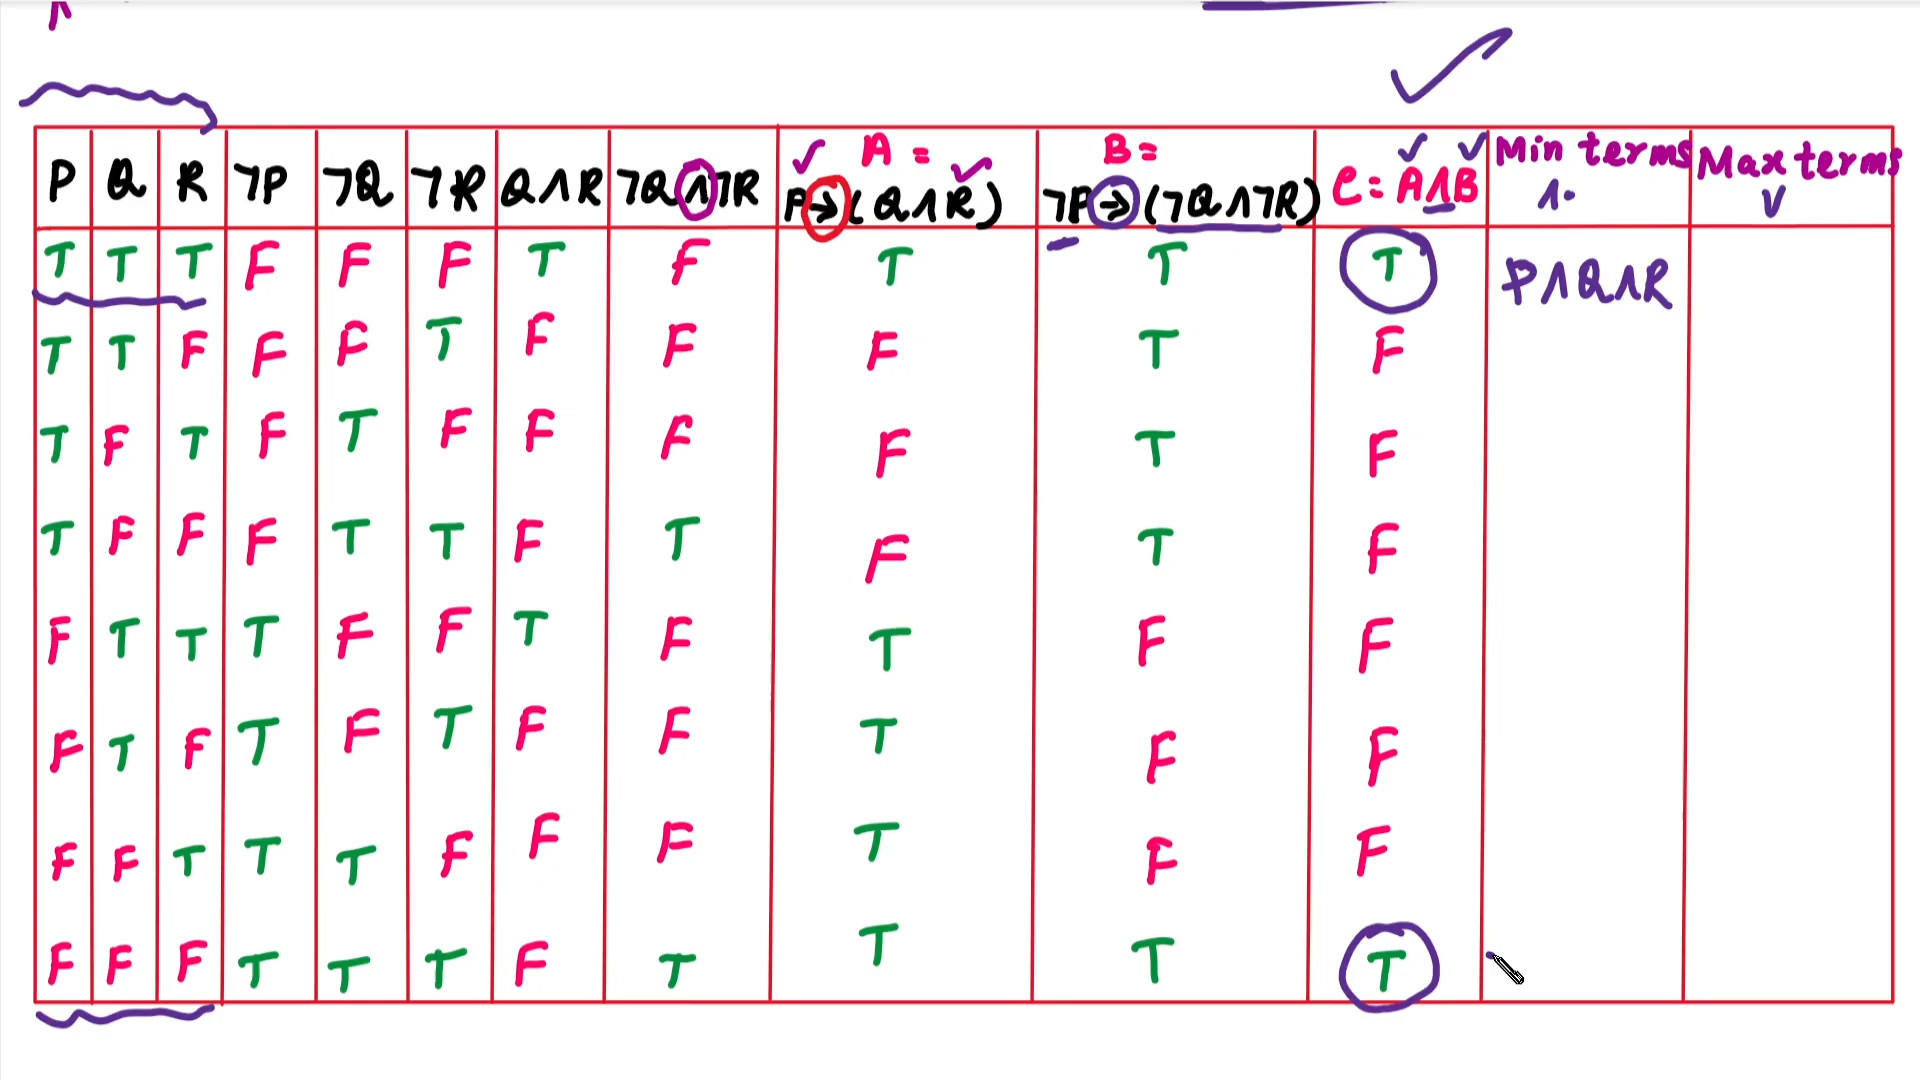 P Q R ¬P ¬Q ¬R Q∧R ¬Q∧¬R A = P→(Q∧R) B = ¬P→(¬Q∧¬R) C = A∧B Min terms ∧. Max terms ∨
T T T F F F T F T T T P∧Q∧R
T T F F F T F F F T F
T F T F T F F F F T F
T F F F T T F T F T F
F T T T F F T F T F F
F T F T F T F F T F F
F F T T T F F F T F F
F F F T T T F T T T T